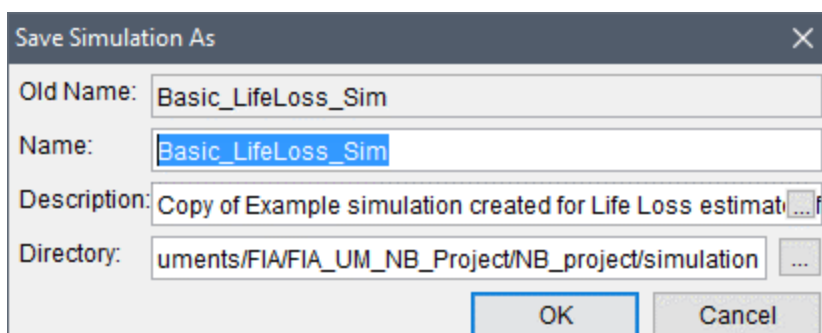 Save Simulation As
Old Name: Basic_LifeLoss_Sim
Name: Basic_LifeLoss_Sim
Description: Copy of Example simulation created for Life Loss estimat ...
Directory: uments/FIA/FIA_UM_NB_Project/NB_project/simulation ...
OK Cancel